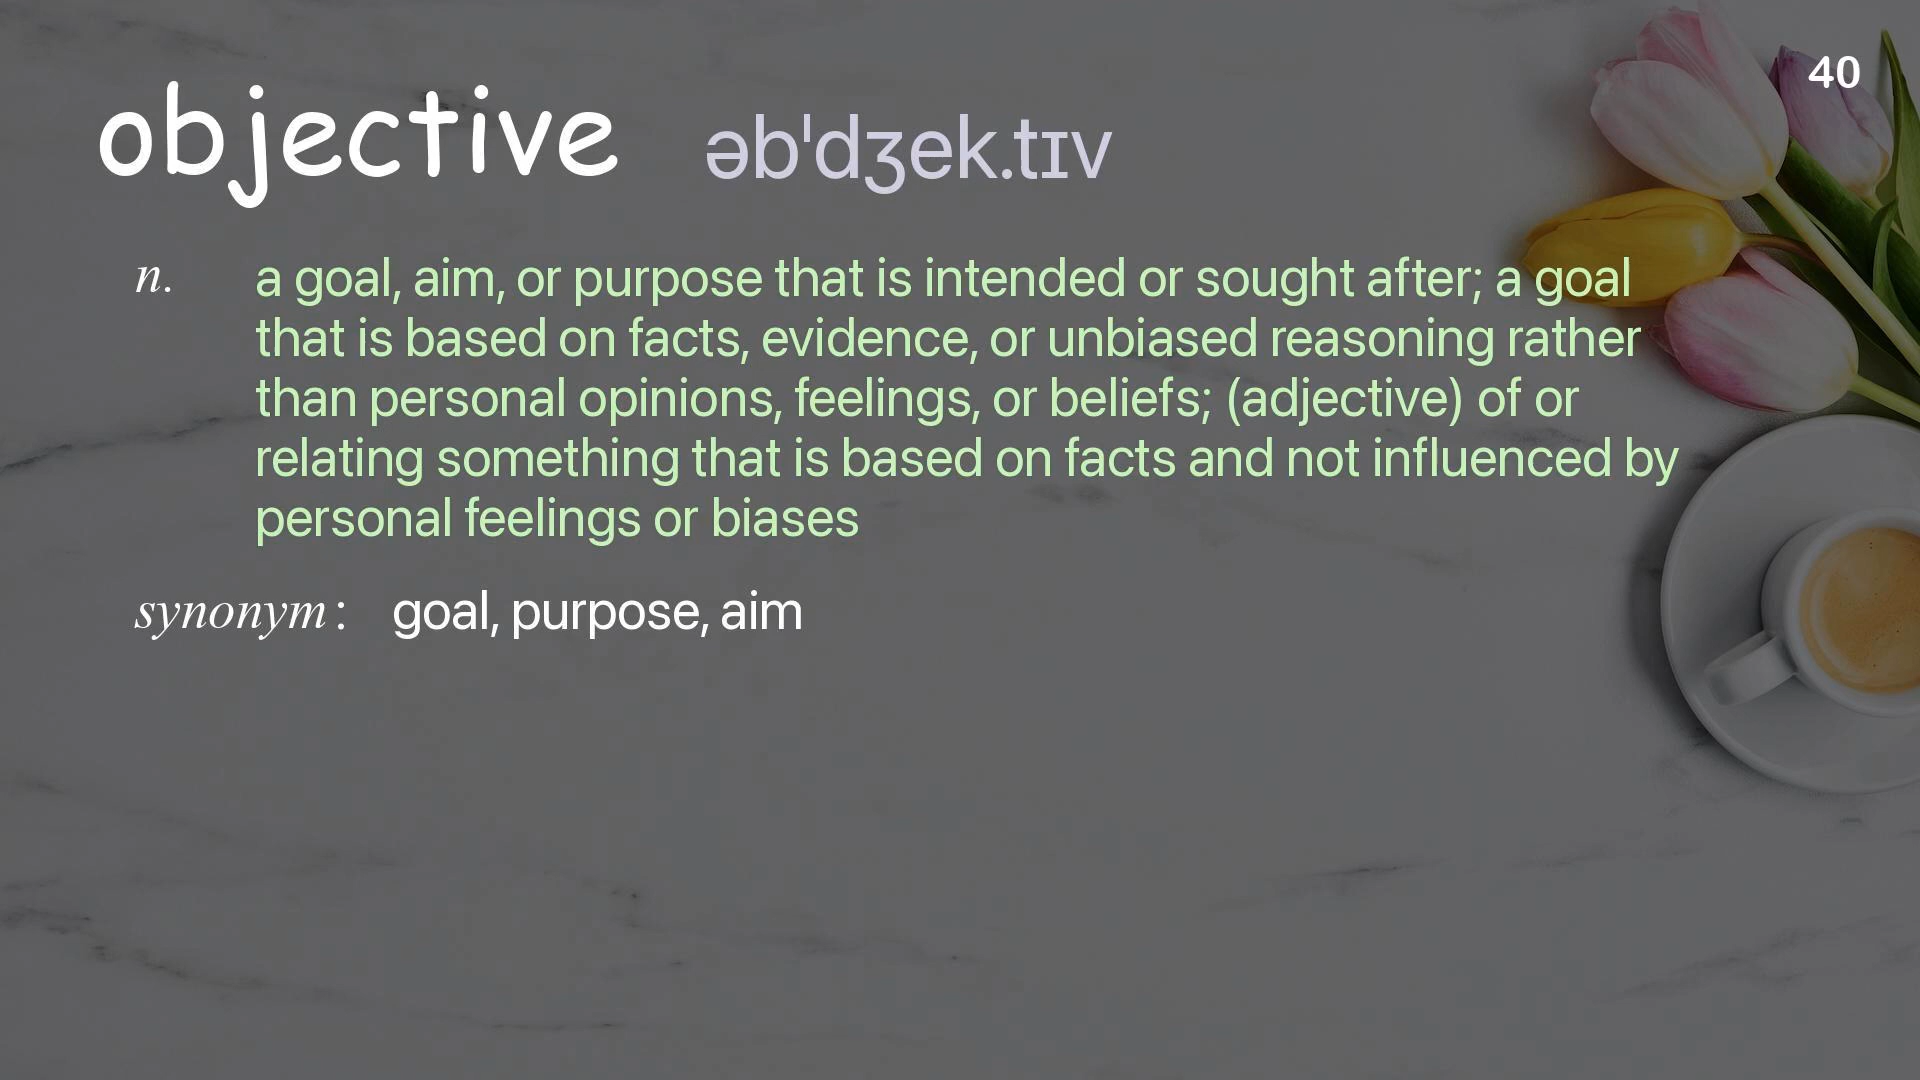 40
objective əbˈdʒek.tɪv
n. a goal, aim, or purpose that is intended or sought after; a goal
that is based on facts, evidence, or unbiased reasoning rather
than personal opinions, feelings, or beliefs; (adjective) of or
relating something that is based on facts and not influenced by
personal feelings or biases
synonym: goal, purpose, aim